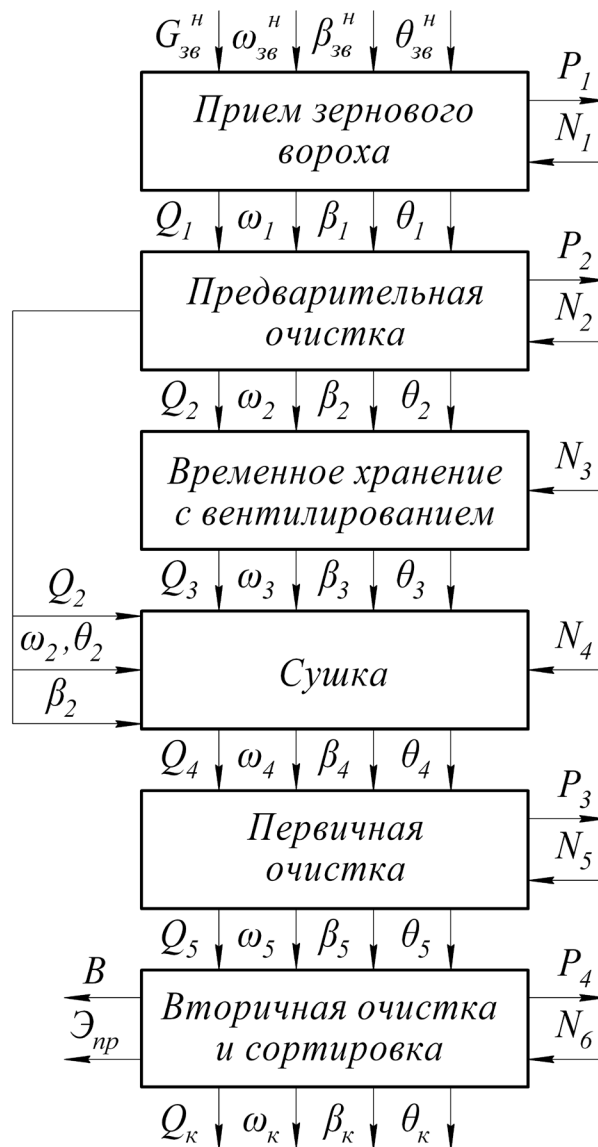 G_зв^н ω_зв^н β_зв^н θ_зв^н
Прием зернового
вороха
P_1
N_1
Q_1 ω_1 β_1 θ_1
Предварительная
очистка
P_2
N_2
Q_2 ω_2 β_2 θ_2
Временное хранение
с вентилированием
N_3
Q_3 ω_3 β_3 θ_3
Q_2
ω_2,θ_2
β_2
Сушка
N_4
Q_4 ω_4 β_4 θ_4
Первичная
очистка
P_3
N_5
Q_5 ω_5 β_5 θ_5
B
Э_пр
Вторичная очистка
и сортировка
P_4
N_6
Q_к ω_к β_к θ_к